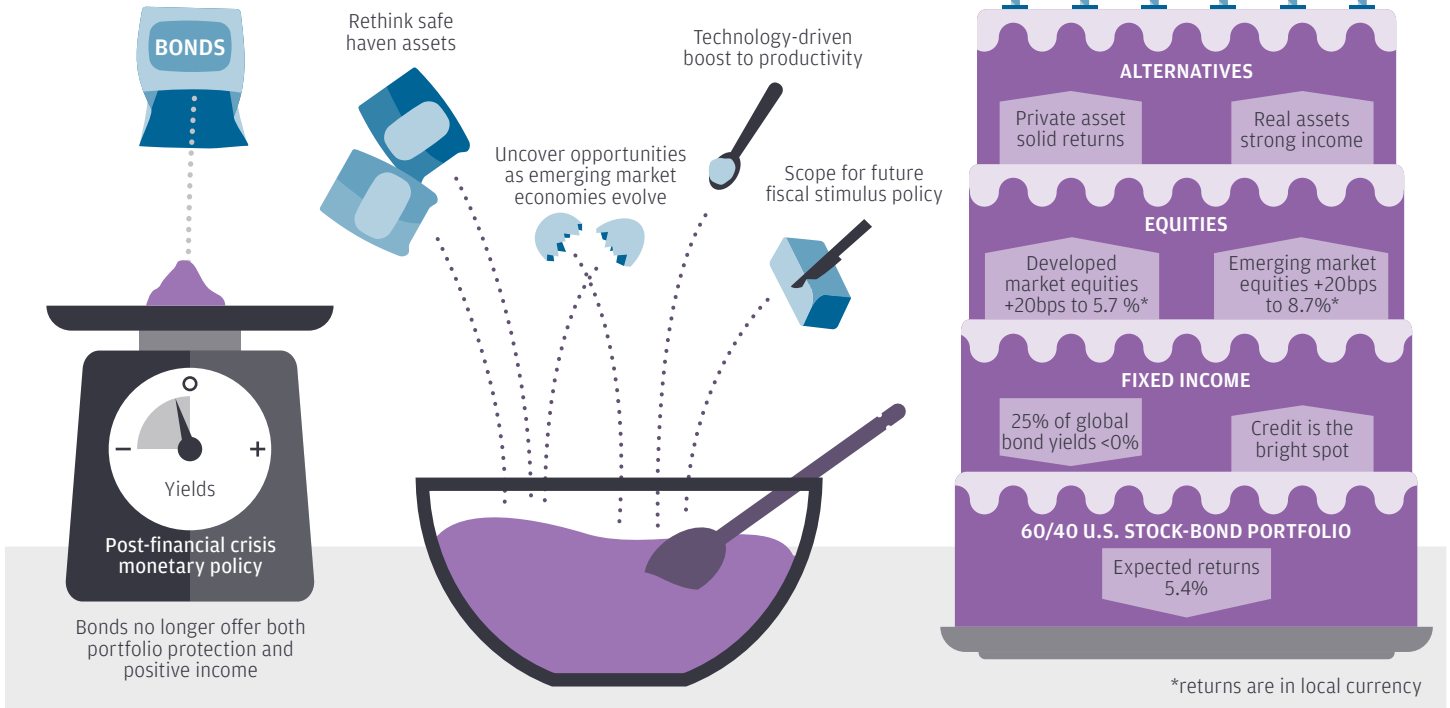 BONDS
O
–
+
Yields
Post-financial crisis
monetary policy
Bonds no longer offer both
portfolio protection and
positive income
Rethink safe
haven assets
Uncover opportunities
as emerging market
economies evolve
Technology-driven
boost to productivity
Scope for future
fiscal stimulus policy
ALTERNATIVES
Private asset
solid returns
Real assets
strong income
EQUITIES
Developed
market equities
+20bps to 5.7 %*
Emerging market
equities +20bps
to 8.7%*
FIXED INCOME
25% of global
bond yields <0%
Credit is the
bright spot
60/40 U.S. STOCK-BOND PORTFOLIO
Expected returns
5.4%
*returns are in local currency